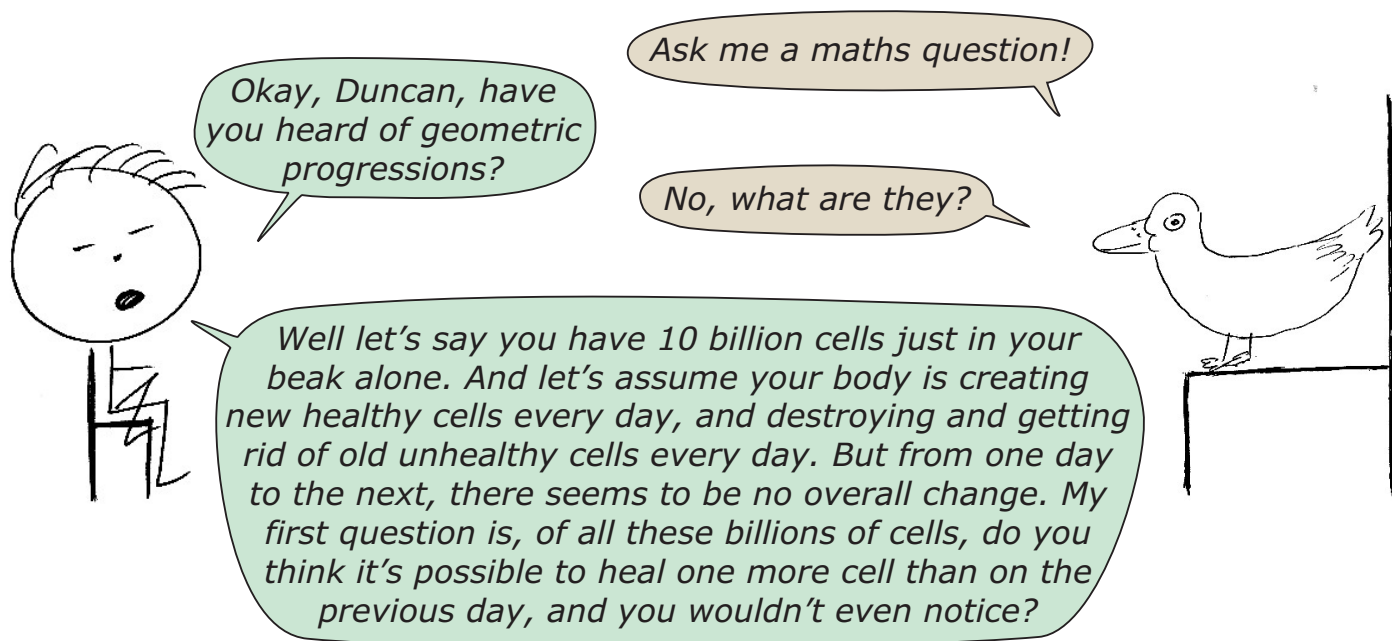 Ask me a maths question!
Okay, Duncan, have
you heard of geometric
progressions?
No, what are they?
Well let’s say you have 10 billion cells just in your
beak alone. And let’s assume your body is creating
new healthy cells every day, and destroying and getting
rid of old unhealthy cells every day. But from one day
to the next, there seems to be no overall change. My
first question is, of all these billions of cells, do you
think it’s possible to heal one more cell than on the
previous day, and you wouldn’t even notice?